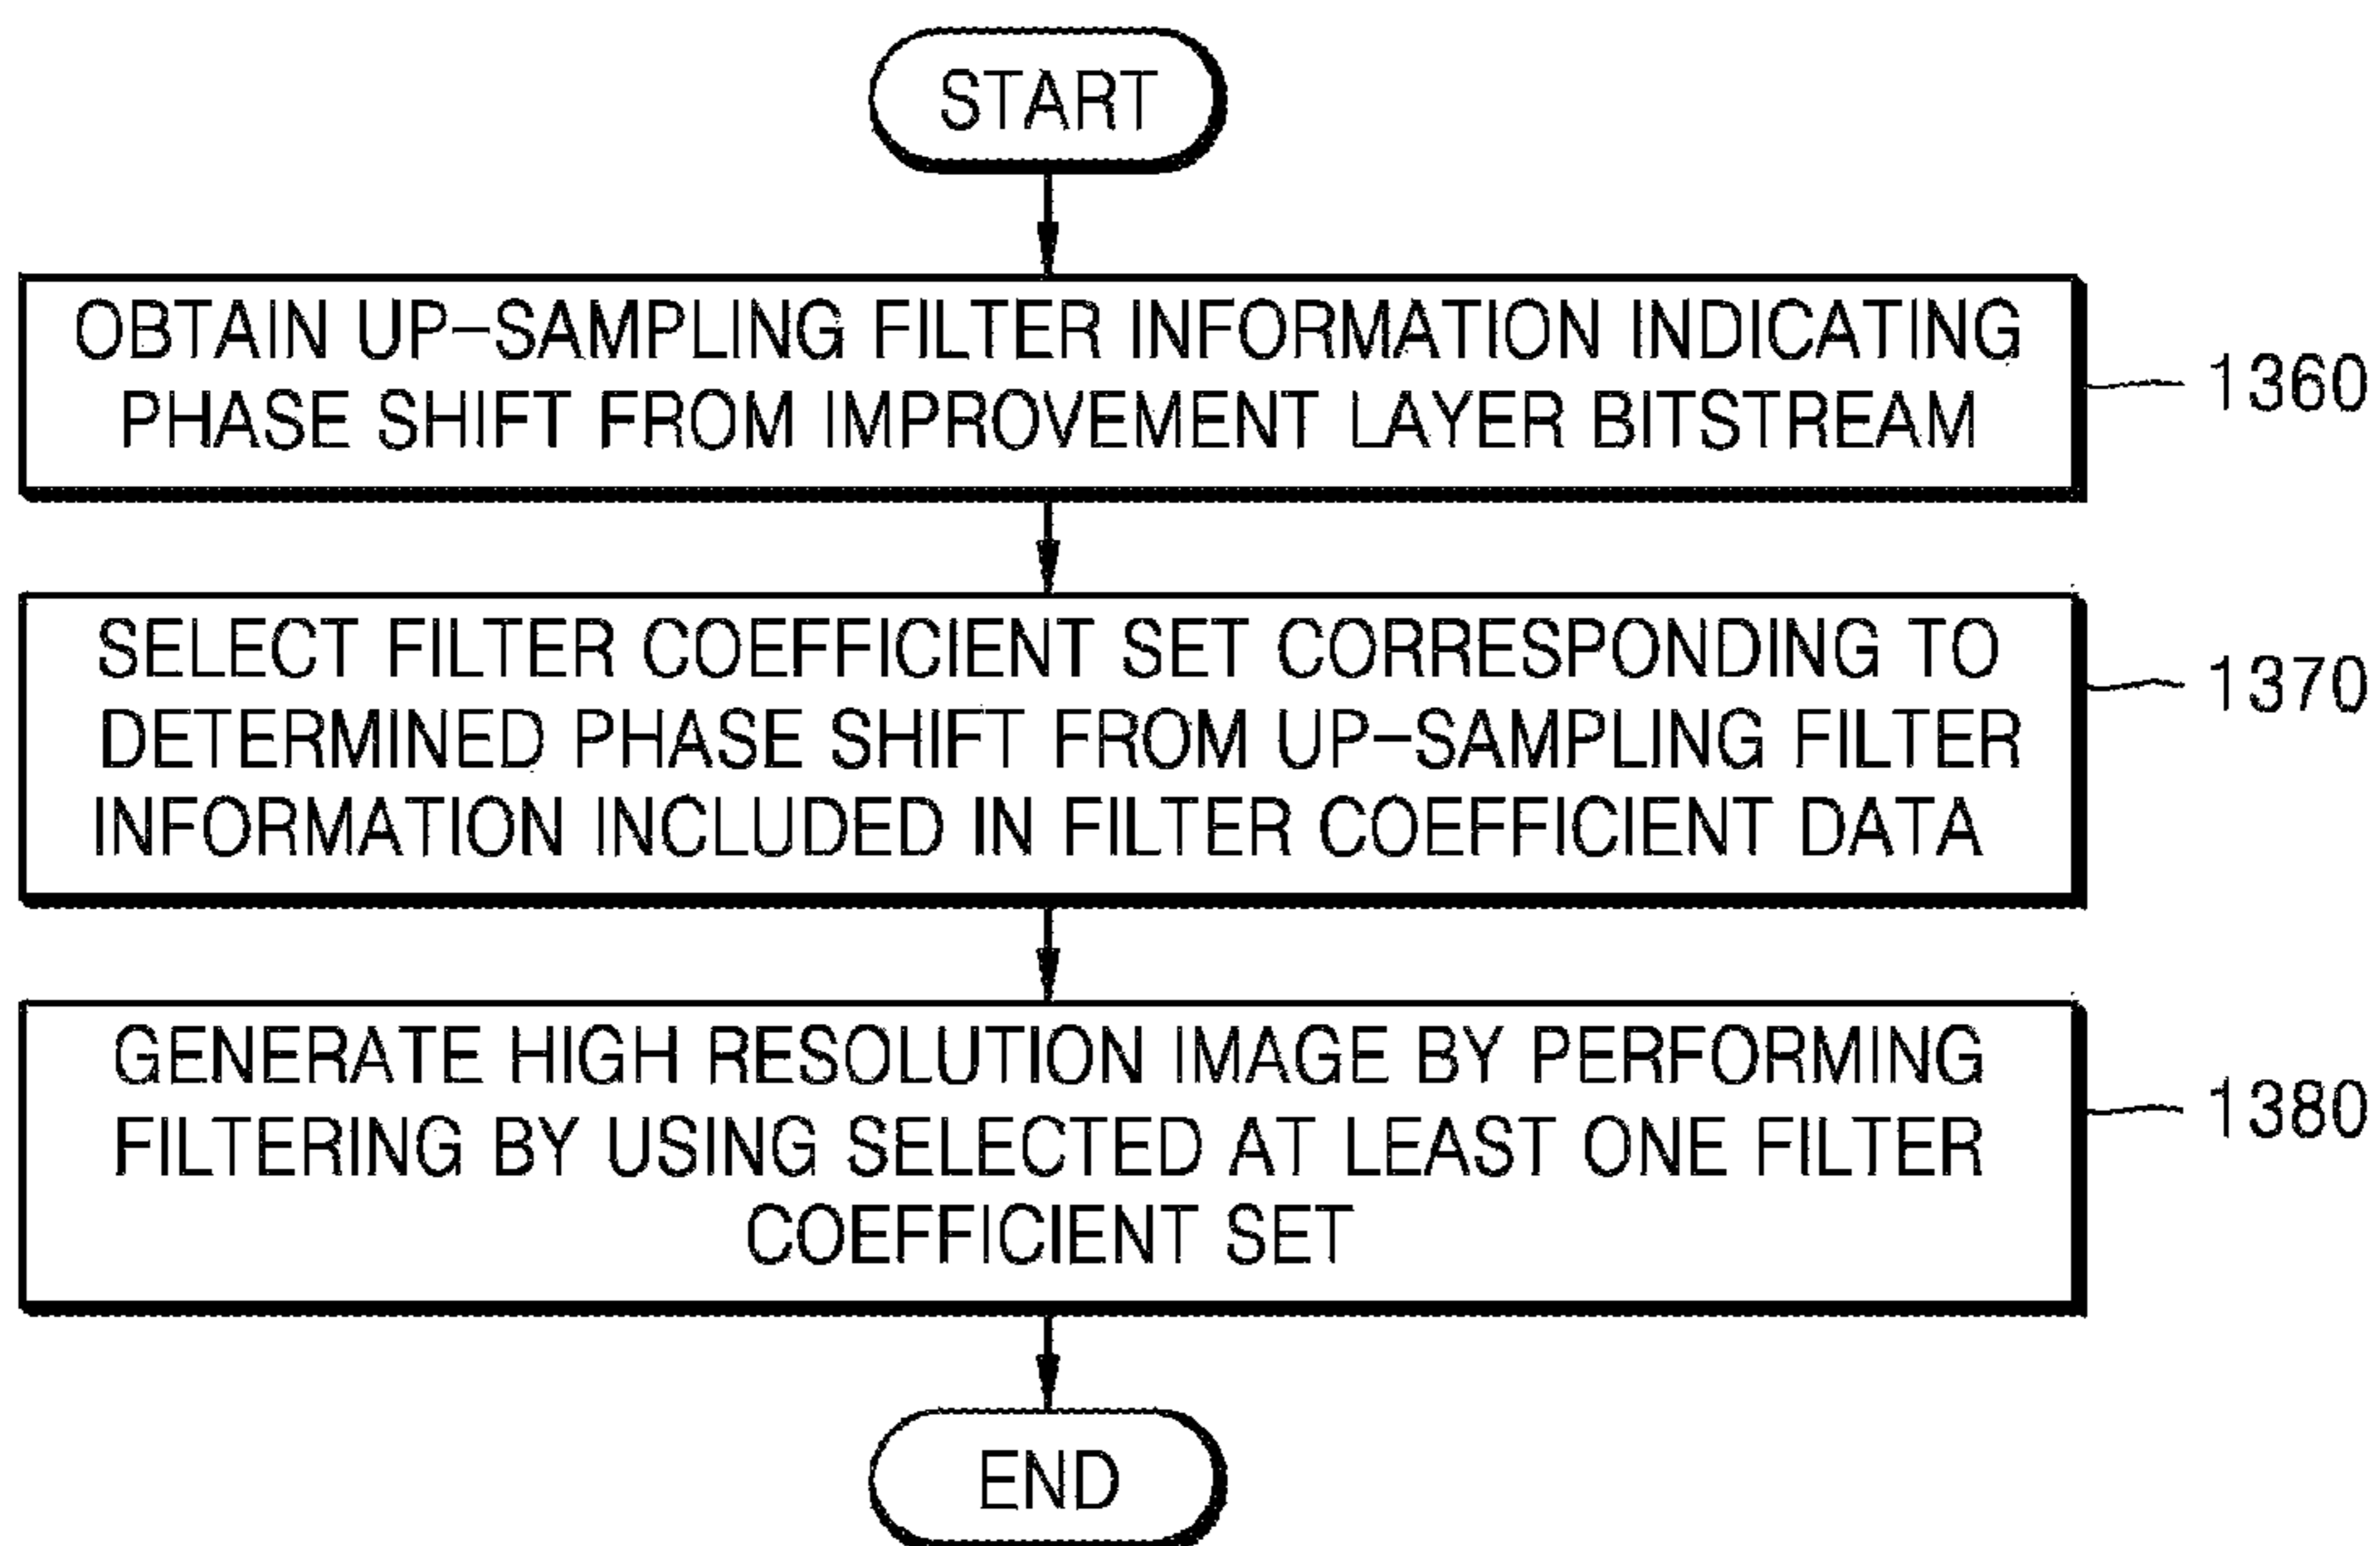 START
OBTAIN UP-SAMPLING FILTER INFORMATION INDICATING
PHASE SHIFT FROM IMPROVEMENT LAYER BITSTREAM
1360
SELECT FILTER COEFFICIENT SET CORRESPONDING TO
DETERMINED PHASE SHIFT FROM UP-SAMPLING FILTER
INFORMATION INCLUDED IN FILTER COEFFICIENT DATA
1370
GENERATE HIGH RESOLUTION IMAGE BY PERFORMING
FILTERING BY USING SELECTED AT LEAST ONE FILTER
COEFFICIENT SET
1380
END